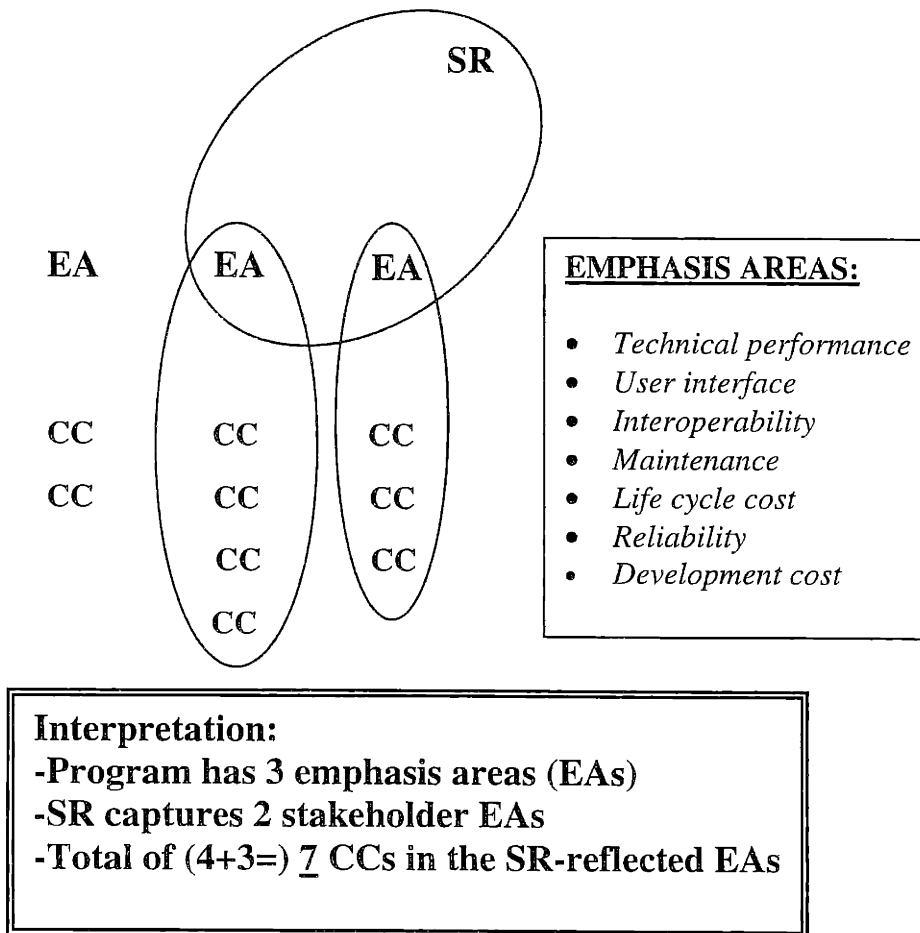 SR
EA EA EA
CC CC CC
CC CC CC
CC CC
CC
EMPHASIS AREAS:
• Technical performance
• User interface
• Interoperability
• Maintenance
• Life cycle cost
• Reliability
• Development cost
Interpretation:
-Program has 3 emphasis areas (EAs)
-SR captures 2 stakeholder EAs
-Total of (4+3=) 7 CCs in the SR-reflected EAs